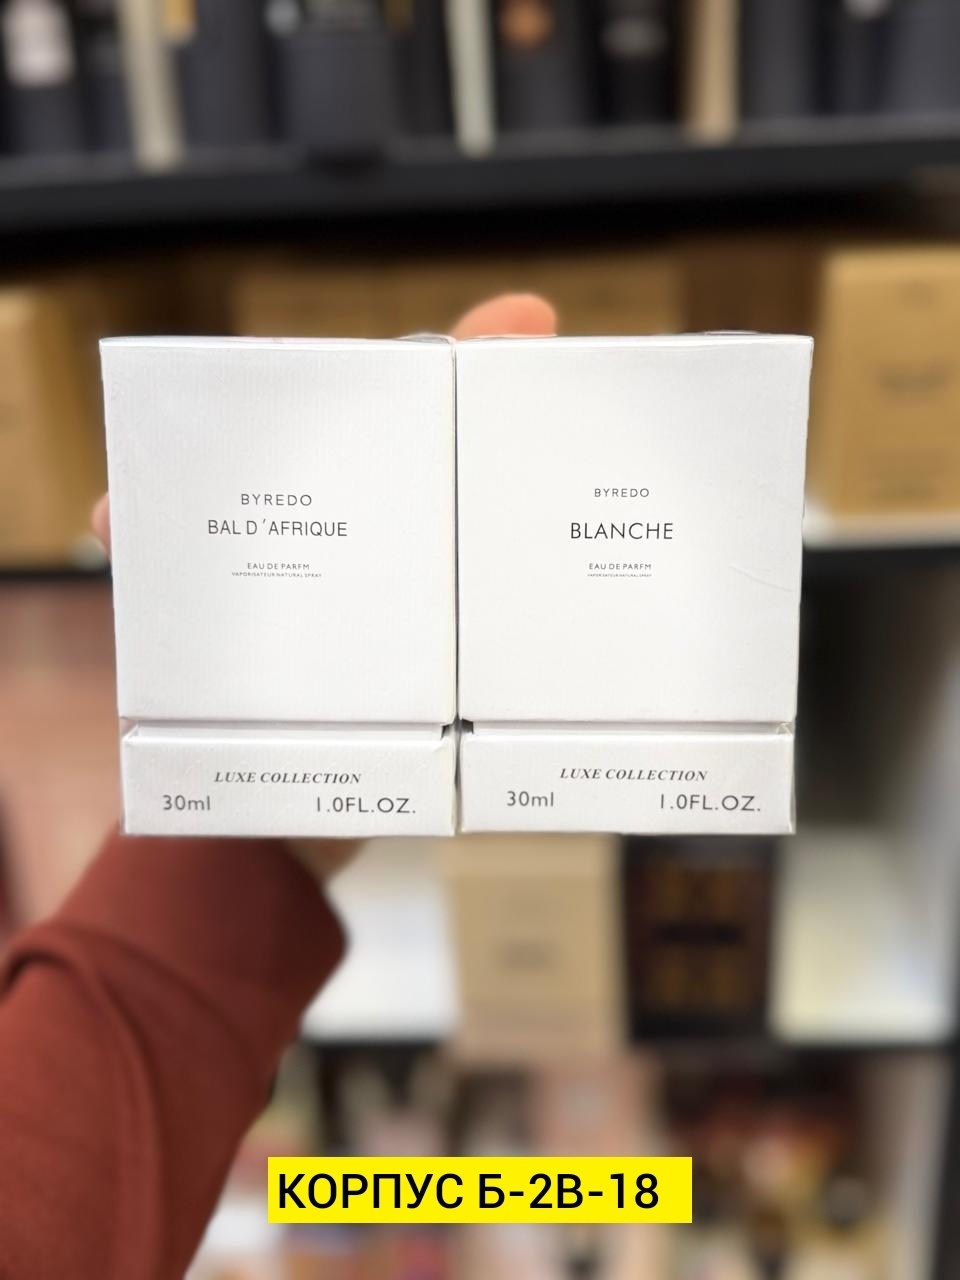 BYREDO
BAL D'AFRIQUE
EAU DE PARFM
VAPORISATEUR NATURAL SPRAY
LUXE COLLECTION
30ml 1.0FL.OZ.
BYREDO
BLANCHE
EAU DE PARFM
VAPORISATEUR NATURAL SPRAY
LUXE COLLECTION
30ml 1.0FL.OZ.
КОРПУС Б-2В-18